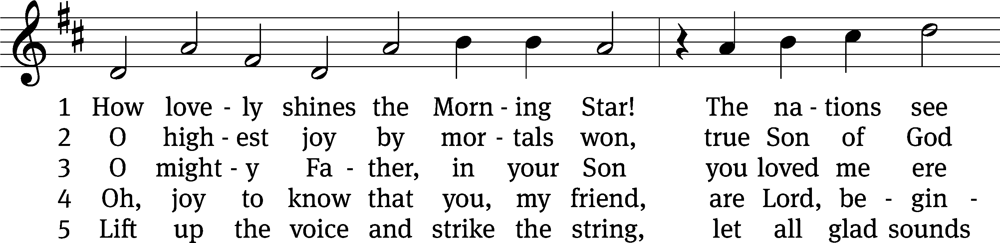 1 How love - ly shines the Morn - ing Star! The na - tions see
2 O high - est joy by mor - tals won, true Son of God
3 O might - y Fa - ther, in your Son you loved me ere
4 Oh, joy to know that you, my friend, are Lord, be - gin -
5 Lift up the voice and strike the string, let all glad sounds